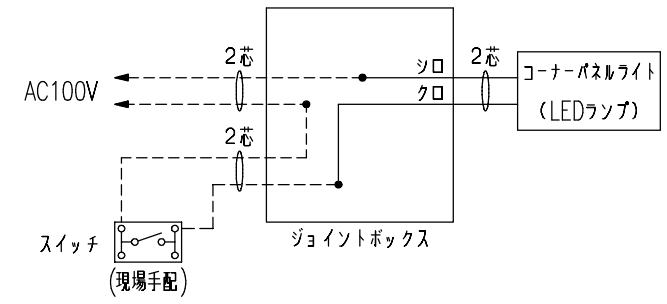 2芯
2芯
シロ
コーナーパネルライト
AC100V
クロ
(LEDランプ)
2芯
スイッチ
ジョイントボックス
(現場手配)